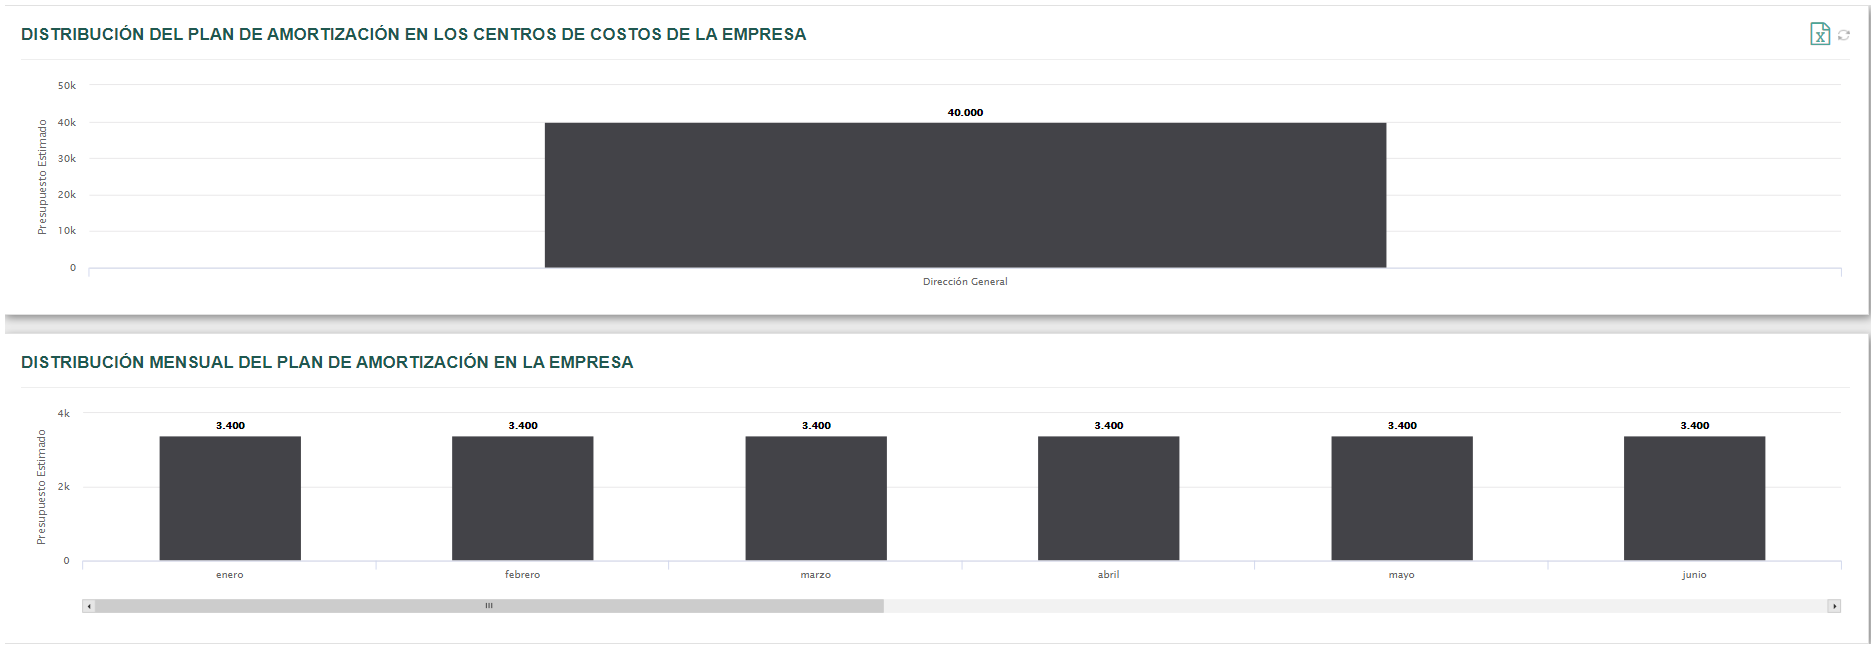 DISTRIBUCIÓN DEL PLAN DE AMORTIZACIÓN EN LOS CENTROS DE COSTOS DE LA EMPRESA
X
Presupuesto Estimado
50k
40k
30k
20k
10k
0
40.000
Dirección General
DISTRIBUCIÓN MENSUAL DEL PLAN DE AMORTIZACIÓN EN LA EMPRESA
Presupuesto Estimado
4k
2k
0
3.400 3.400 3.400 3.400 3.400 3.400
enero febrero marzo abril mayo junio